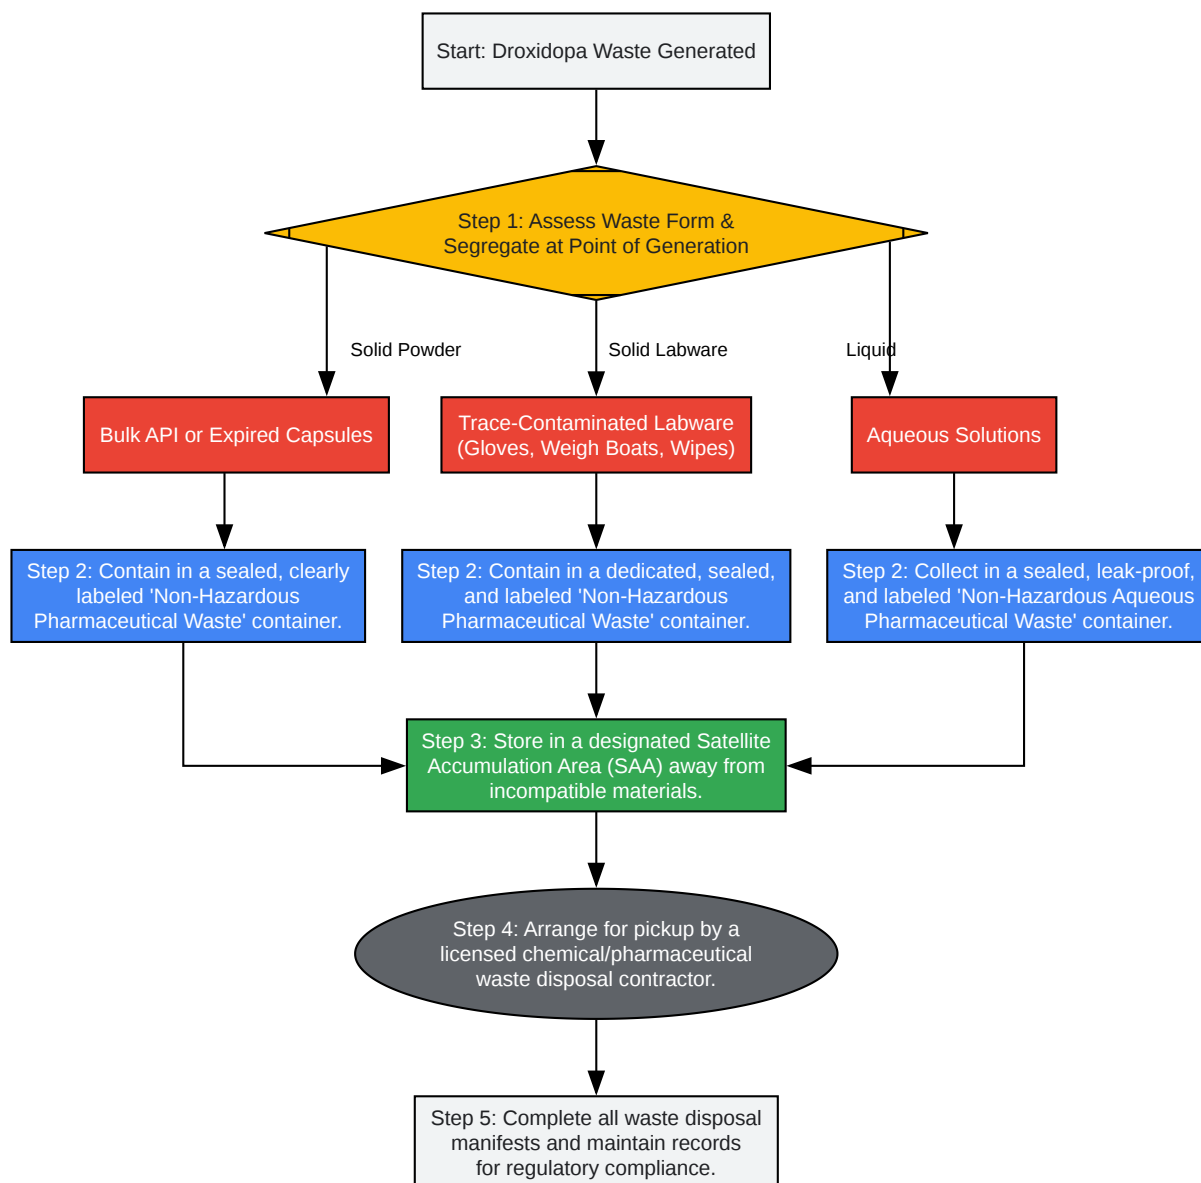 Start: Droxidopa Waste Generated
Step 1: Assess Waste Form &
Segregate at Point of Generation
Solid Powder
Solid Labware
Liquid
Bulk API or Expired Capsules
Trace-Contaminated Labware
(Gloves, Weigh Boats, Wipes)
Aqueous Solutions
Step 2: Contain in a sealed, clearly
labeled 'Non-Hazardous
Pharmaceutical Waste' container.
Step 2: Contain in a dedicated, sealed,
and labeled 'Non-Hazardous
Pharmaceutical Waste' container.
Step 2: Collect in a sealed, leak-proof,
and labeled 'Non-Hazardous Aqueous
Pharmaceutical Waste' container.
Step 3: Store in a designated Satellite
Accumulation Area (SAA) away from
incompatible materials.
Step 4: Arrange for pickup by a
licensed chemical/pharmaceutical
waste disposal contractor.
Step 5: Complete all waste disposal
manifests and maintain records
for regulatory compliance.